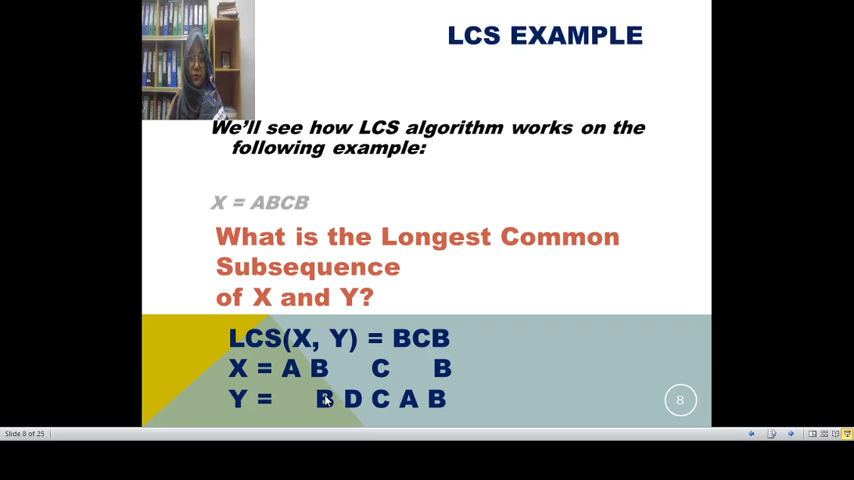 LCS EXAMPLE
We'll see how LCS algorithm works on the
following example:
X = ABCB
What is the Longest Common
Subsequence
of X and Y?
LCS(X, Y) = BCB
X = A B C B
Y = B D C A B
8
Slide 8 of 25